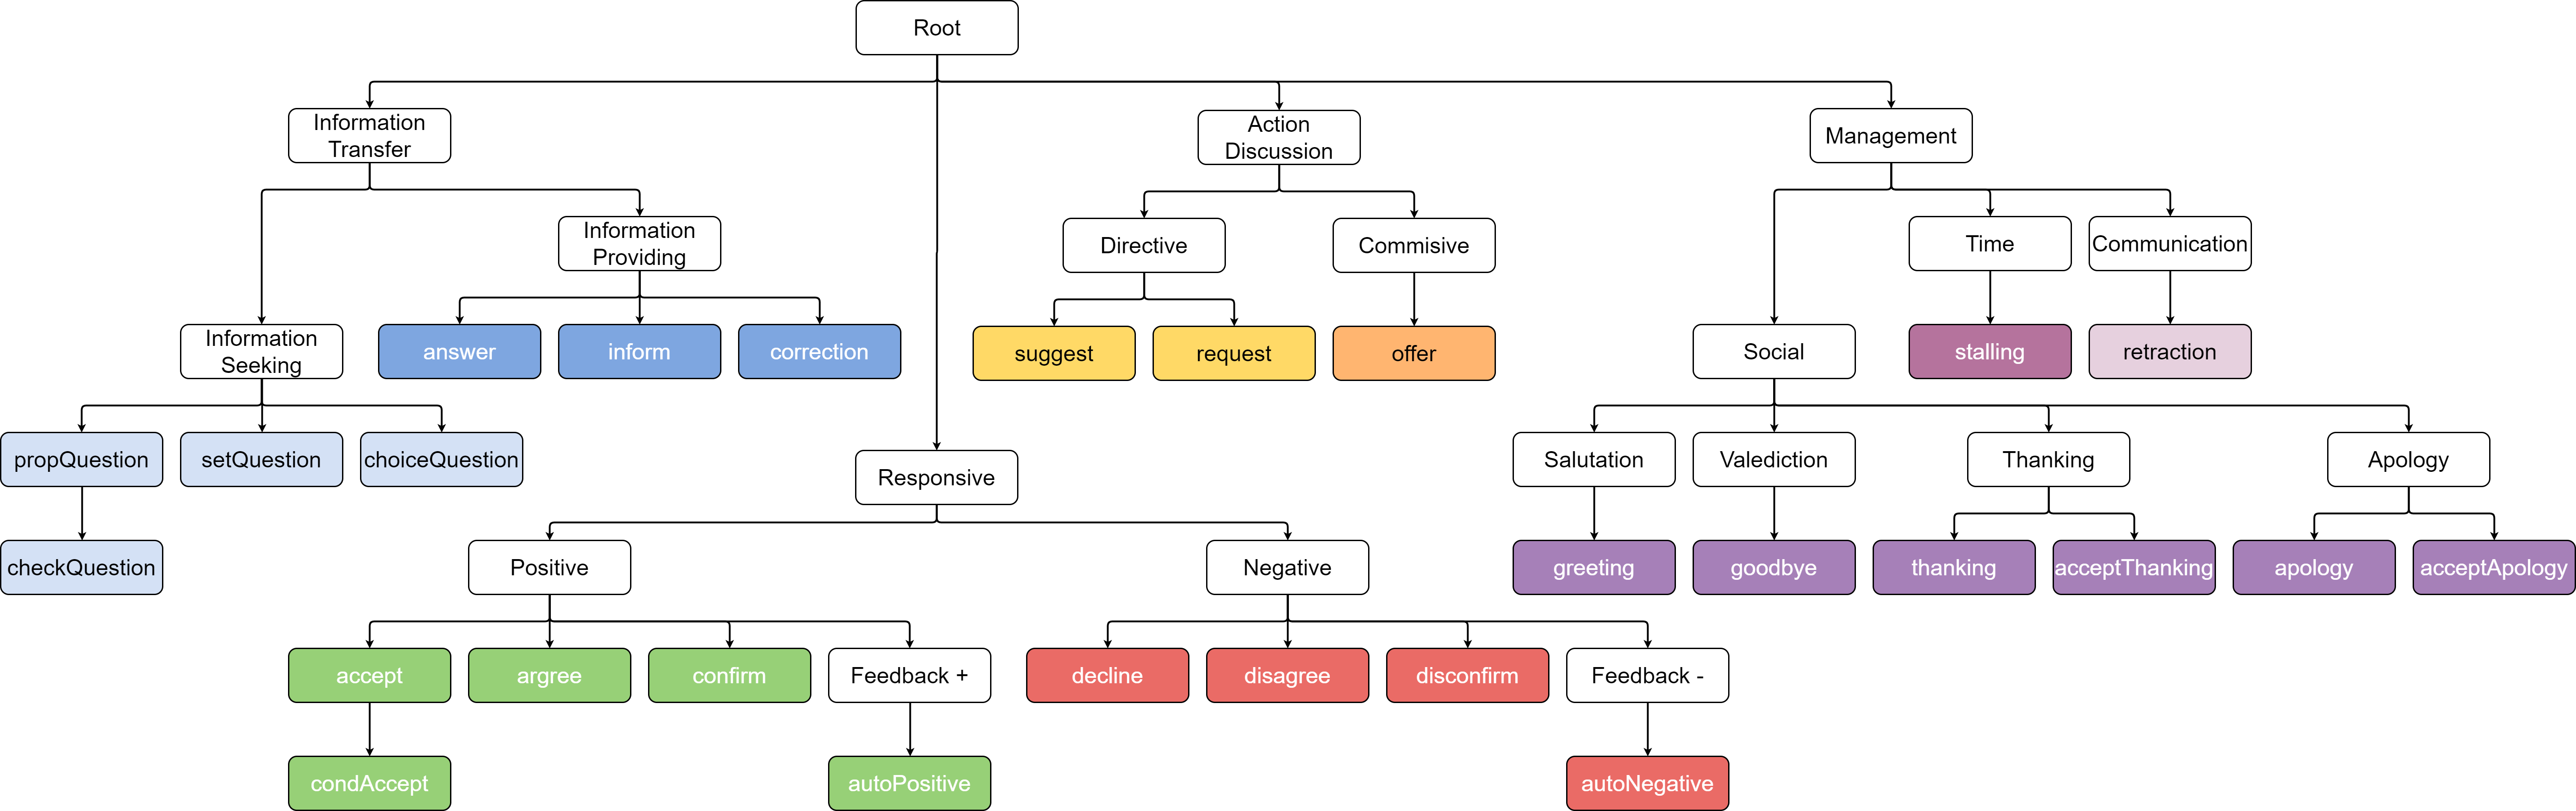 Root
Information
Transfer
Action
Discussion
Management
Information
Providing
Directive
Commisive
Time
Communication
Information
Seeking
answer
inform
correction
suggest
request
offer
Social
stalling
retraction
propQuestion
setQuestion
choiceQuestion
Responsive
Salutation
Valediction
Thanking
Apology
checkQuestion
Positive
Negative
greeting
goodbye
thanking
acceptThanking
apology
acceptApology
accept
argree
confirm
Feedback +
decline
disagree
disconfirm
Feedback -
condAccept
autoPositive
autoNegative